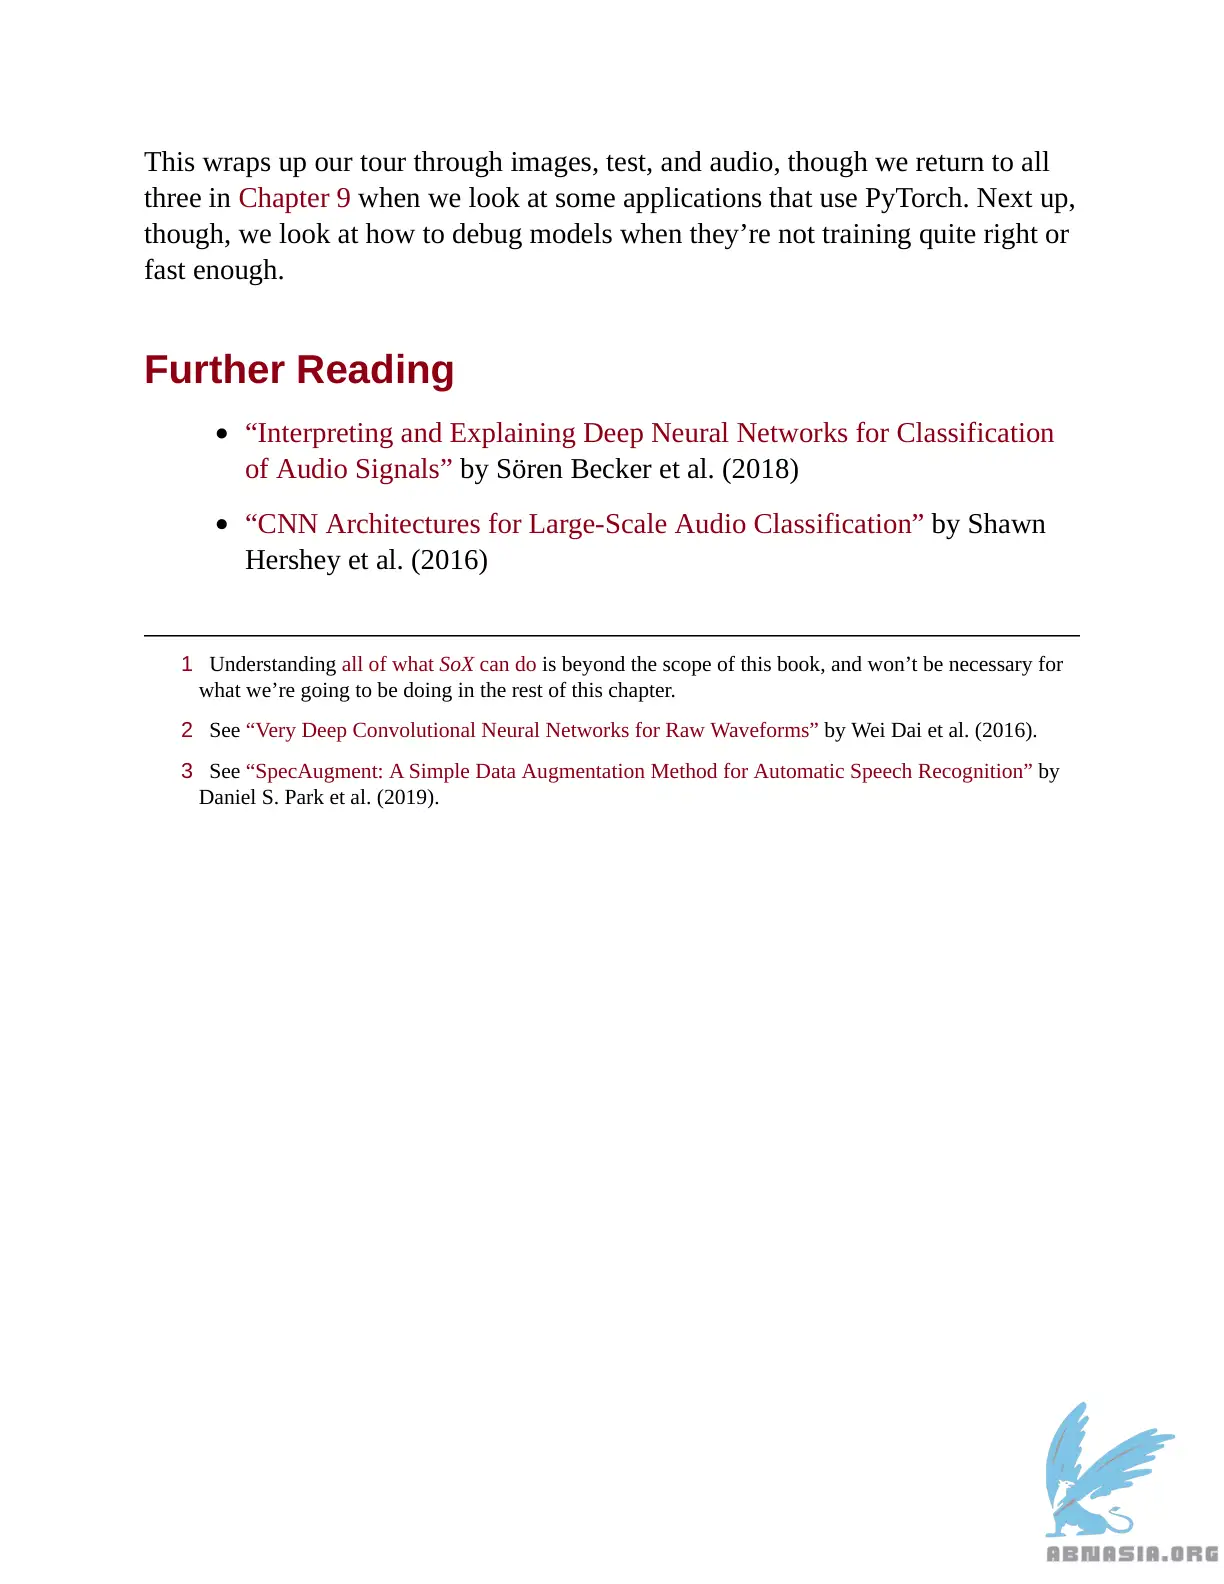 This wraps up our tour through images, test, and audio, though we return to all
three in Chapter 9 when we look at some applications that use PyTorch. Next up,
though, we look at how to debug models when they’re not training quite right or
fast enough.
Further Reading
• “Interpreting and Explaining Deep Neural Networks for Classification
of Audio Signals” by Sören Becker et al. (2018)
• “CNN Architectures for Large-Scale Audio Classification” by Shawn
Hershey et al. (2016)
1 Understanding all of what SoX can do is beyond the scope of this book, and won’t be necessary for
what we’re going to be doing in the rest of this chapter.
2 See “Very Deep Convolutional Neural Networks for Raw Waveforms” by Wei Dai et al. (2016).
3 See “SpecAugment: A Simple Data Augmentation Method for Automatic Speech Recognition” by
Daniel S. Park et al. (2019).
ABNASIA.ORG